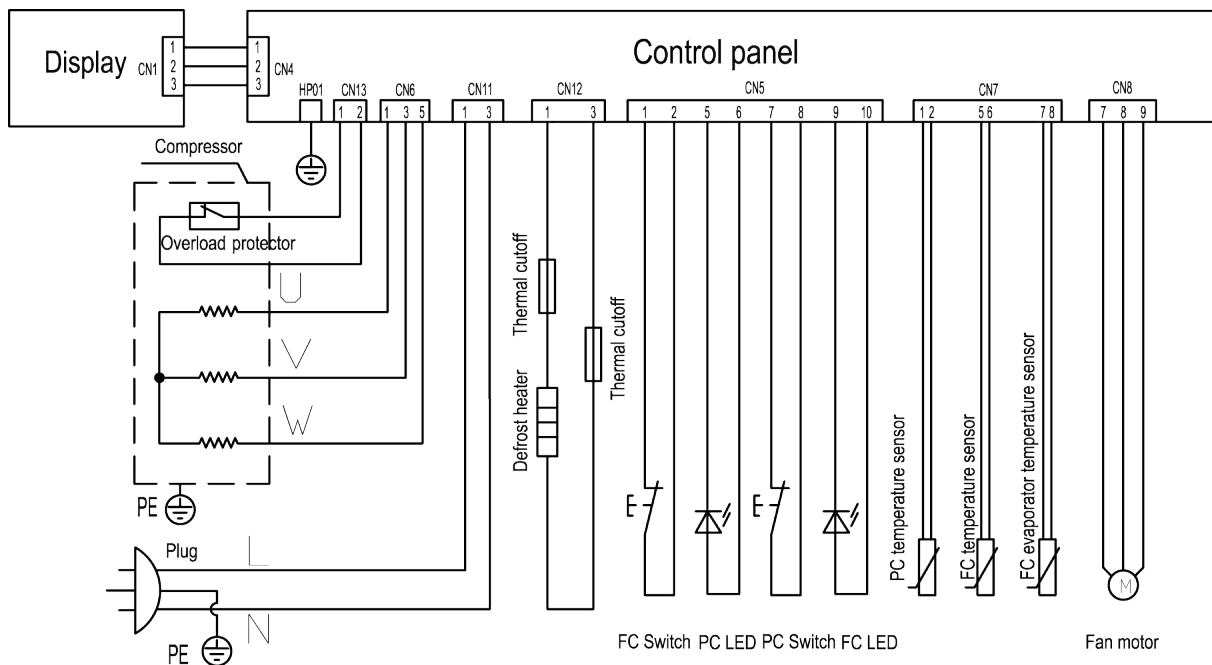 Display
CN1
1
2
3
1
2
3
CN4
Control panel
HP01
CN13
CN6
CN11
CN12
CN5
CN7
CN8
1 2
1 3 5
1 3
1 3
1 2 5 6 7 8 9 10
1 2 5 6 7 8
7 8 9
Compressor
Overload protector
U
V
W
PE
Plug
L
N
PE
Thermal cutoff
Defrost heater
Thermal cutoff
PC temperature sensor
FC temperature sensor
FC evaporator temperature sensor
M
FC Switch PC LED PC Switch FC LED
Fan motor